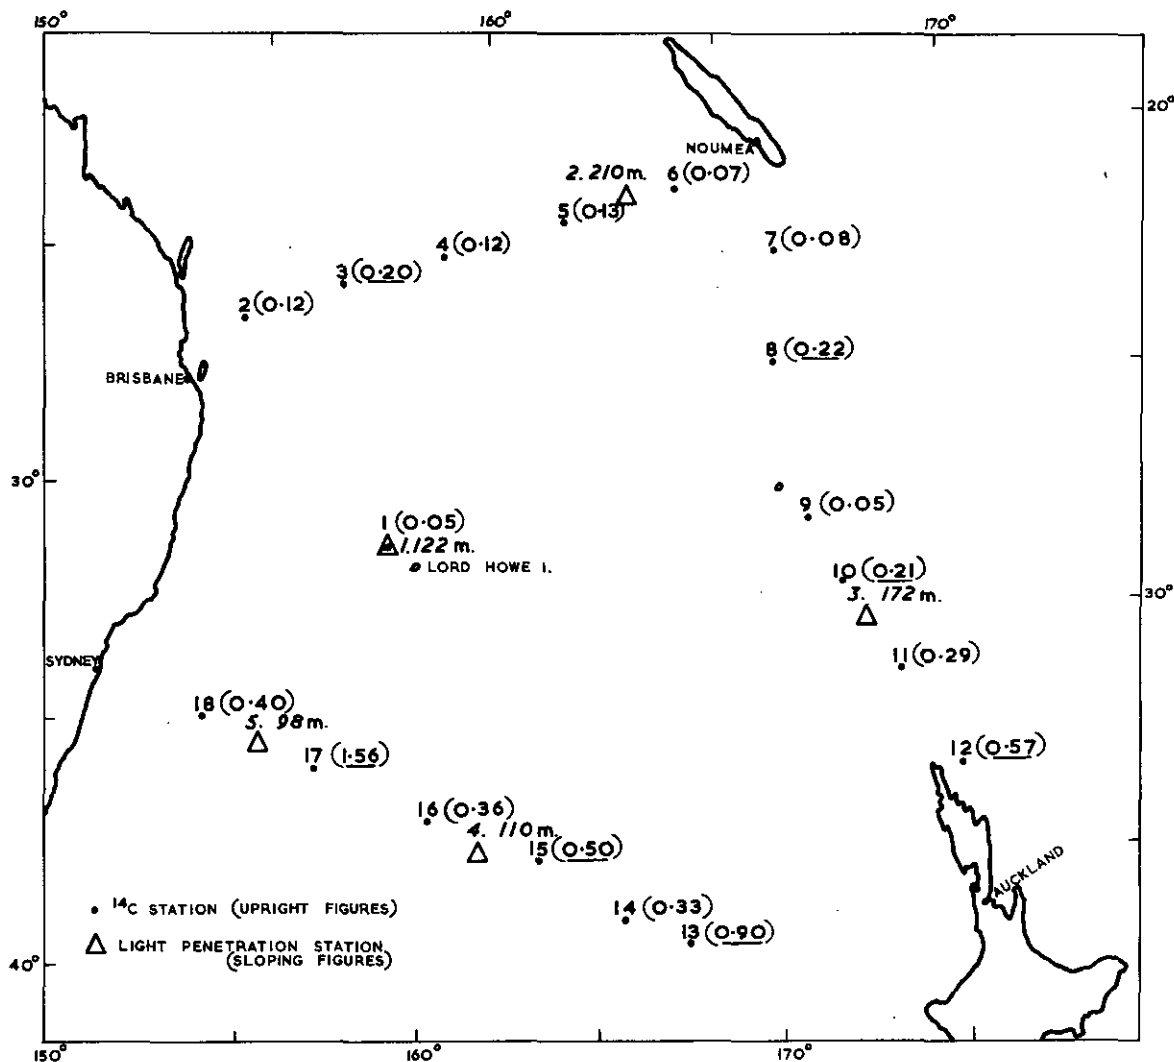 150°
160°
170°
20°
NOUMEA
2. 210m.
6 (0·07)
5 (0·13)
4 (0·12)
7 (0·08)
3 (0·20)
2 (0·12)
8 (0·22)
BRISBANE
30°
9 (0·05)
1 (0·05)
1. 122 m.
LORD HOWE I.
10 (0·21)
3. 172m.
30°
11 (0·29)
SYDNEY
18 (0·40)
5. 98m.
17 (1·56)
12 (0·57)
16 (0·36)
4. 110m.
15 (0·50)
AUCKLAND
14 (0·33)
13 (0·90)
¹⁴C STATION (UPRIGHT FIGURES)
LIGHT PENETRATION STATION
(SLOPING FIGURES)
40°
150°
160°
170°